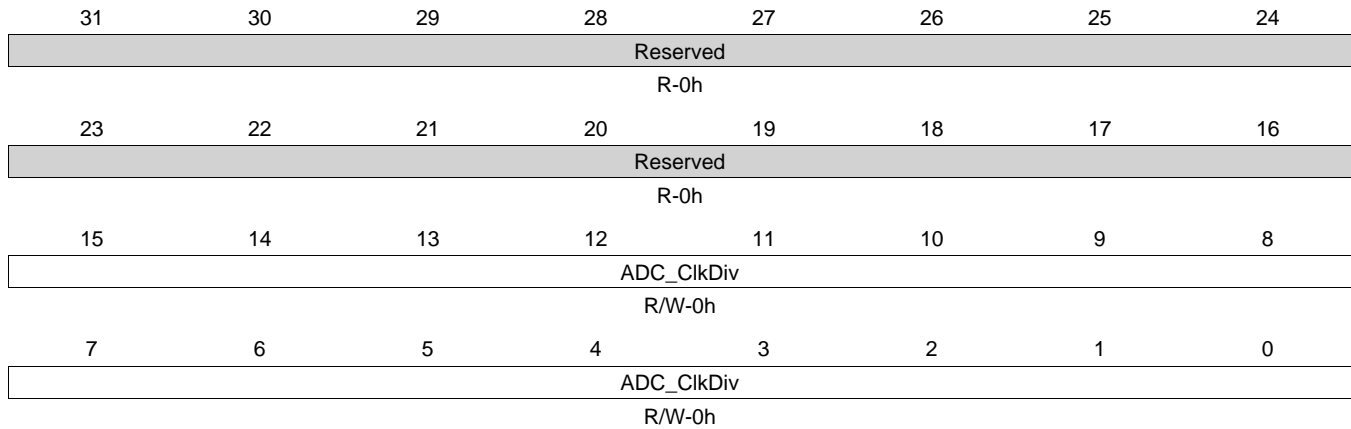 31 30 29 28 27 26 25 24
Reserved
R-0h
23 22 21 20 19 18 17 16
Reserved
R-0h
15 14 13 12 11 10 9 8
ADC_ClkDiv
R/W-0h
7 6 5 4 3 2 1 0
ADC_ClkDiv
R/W-0h